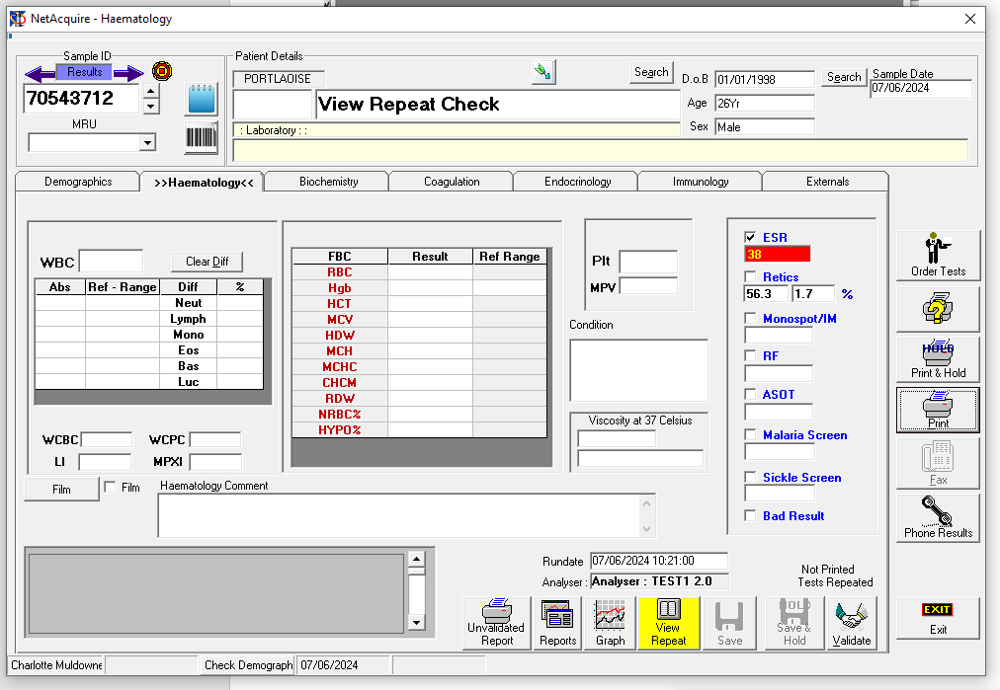 NetAcquire - Haematology
Sample ID
Results
70543712
MRU
Patient Details
PORTLAOISE
Search
View Repeat Check
: Laboratory : :
D.o.B 01/01/1998
Age 26Yr
Sex Male
Search
Sample Date
07/06/2024
Demographics
>>Haematology<<
Biochemistry
Coagulation
Endocrinology
Immunology
Externals
WBC
Clear Diff
Abs Ref - Range Diff %
Neut
Lymph
Mono
Eos
Bas
Luc
WCBC WCPC
LI MPXI
Film
Film
FBC Result Ref Range
RBC
Hgb
HCT
MCV
HDW
MCH
MCHC
CHCM
RDW
NRBC%
HYPO%
Plt
MPV
Condition
Viscosity at 37 Celsius
Haematology Comment
ESR
38
Retics
56.3 1.7 %
Monospot/IM
RF
ASOT
Malaria Screen
Sickle Screen
Bad Result
Order Tests
HOLD
Print & Hold
Print
Fax
Phone Results
EXIT
Exit
Rundate 07/06/2024 10:21:00
Analyser : Analyser : TEST1 2.0
Not Printed
Tests Repeated
Unvalidated
Report
Reports
Graph
View
Repeat
Save
HOLD
Save &
Hold
Validate
Charlotte Muldowne
Check Demograph
07/06/2024